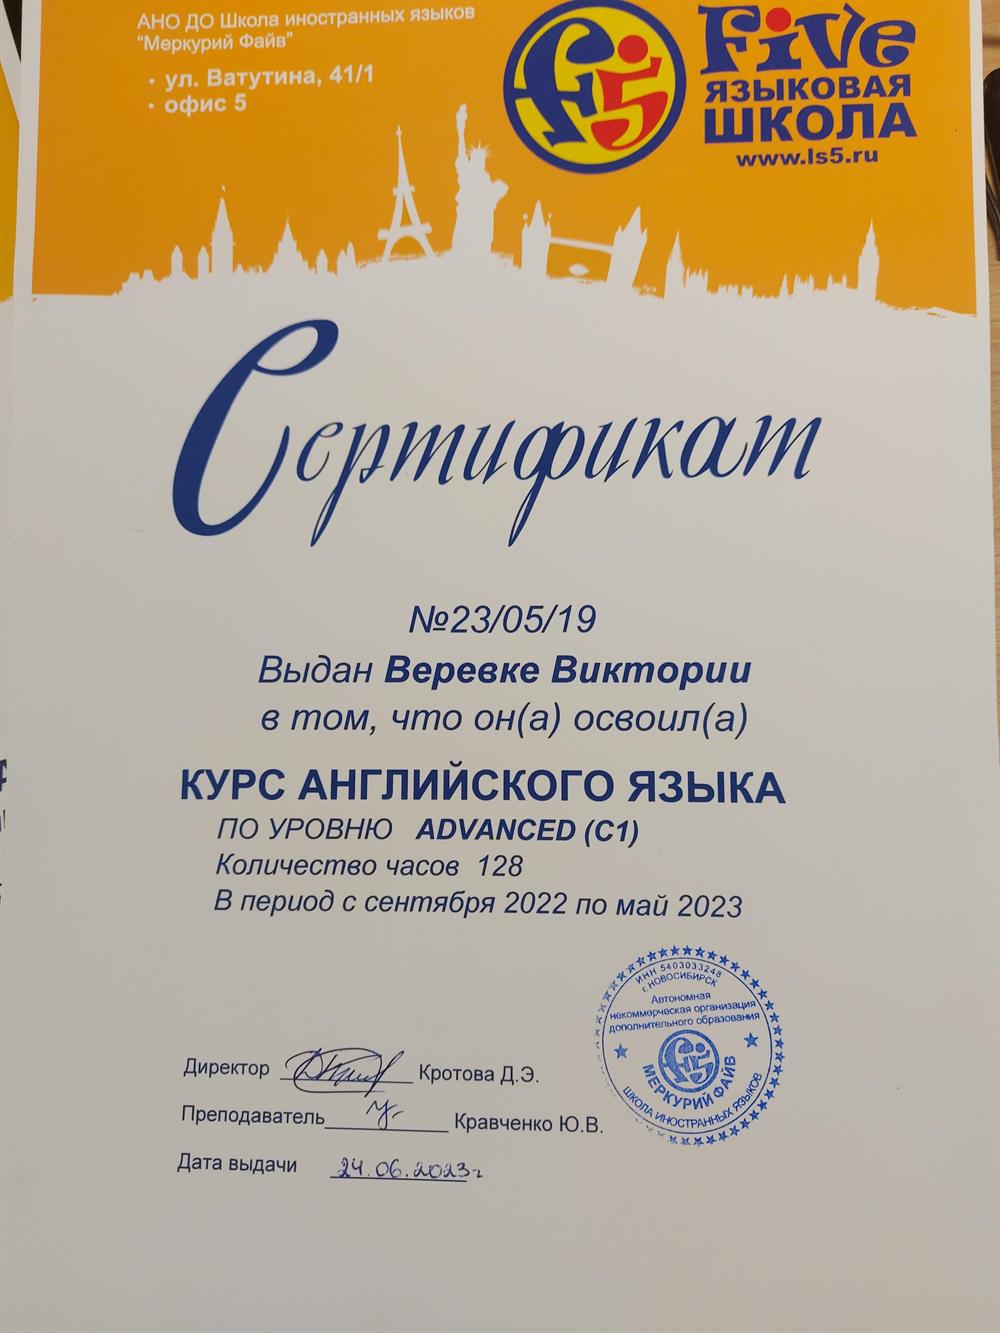 АНО ДО Школа иностранных языков
"Меркурий Файв"
• ул. Ватутина, 41/1
• офис 5
Five
ЯЗЫКОВАЯ
ШКОЛА
www.ls5.ru
Сертификат
№23/05/19
Выдан Веревке Виктории
в том, что он(а) освоил(а)
КУРС АНГЛИЙСКОГО ЯЗЫКА
ПО УРОВНЮ ADVANCED (C1)
Количество часов 128
В период с сентября 2022 по май 2023
ИНН 5403033248
г. НОВОСИБИРСК
Автономная
некоммерческая организация
дополнительного образования
МЕРКУРИЙ ФАЙВ
ШКОЛА ИНОСТРАННЫХ ЯЗЫКОВ
Директор Кротова Д.Э.
Преподаватель Кравченко Ю.В.
Дата выдачи 24.06.2023г